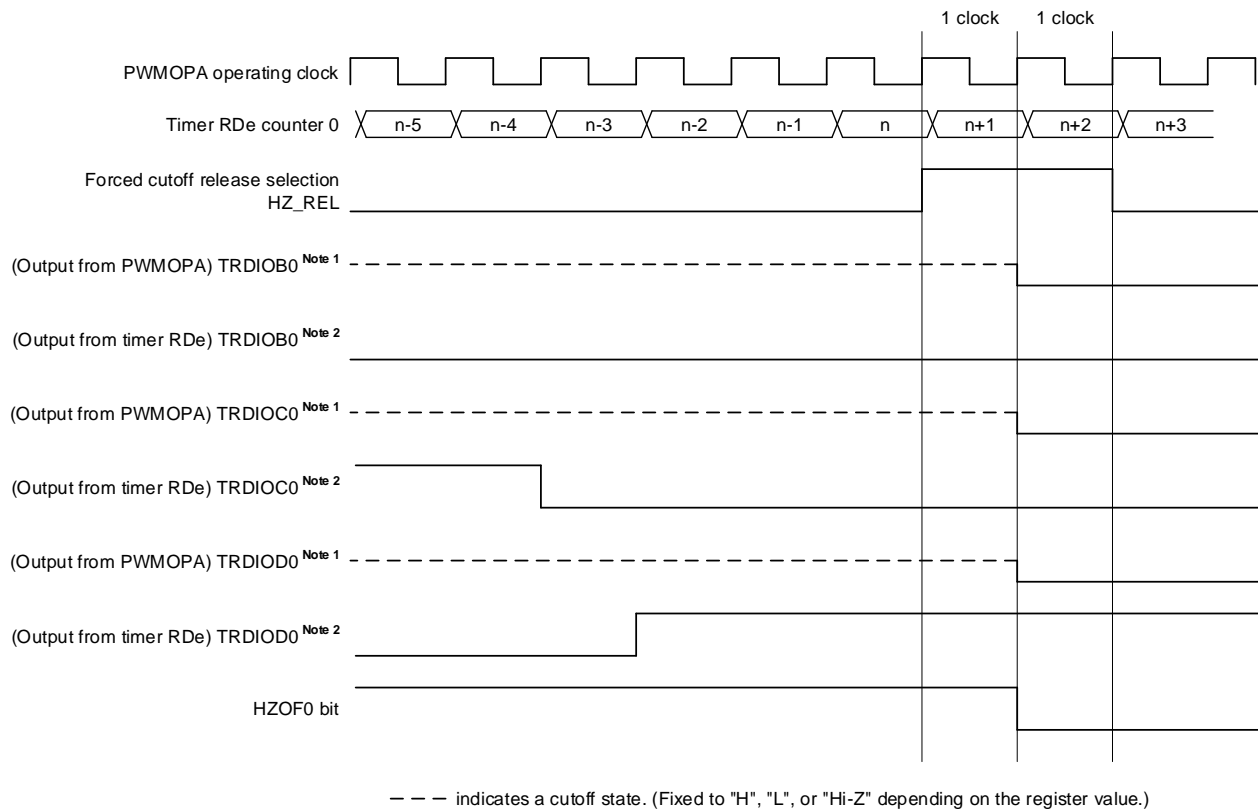 1 clock 1 clock
PWMOPA operating clock
Timer RDe counter 0 n-5 n-4 n-3 n-2 n-1 n n+1 n+2 n+3
Forced cutoff release selection
HZ_REL
(Output from PWMOPA) TRDIOB0 Note 1
(Output from timer RDe) TRDIOB0 Note 2
(Output from PWMOPA) TRDIOC0 Note 1
(Output from timer RDe) TRDIOC0 Note 2
(Output from PWMOPA) TRDIOD0 Note 1
(Output from timer RDe) TRDIOD0 Note 2
HZOF0 bit
indicates a cutoff state. (Fixed to "H", "L", or "Hi-Z" depending on the register value.)